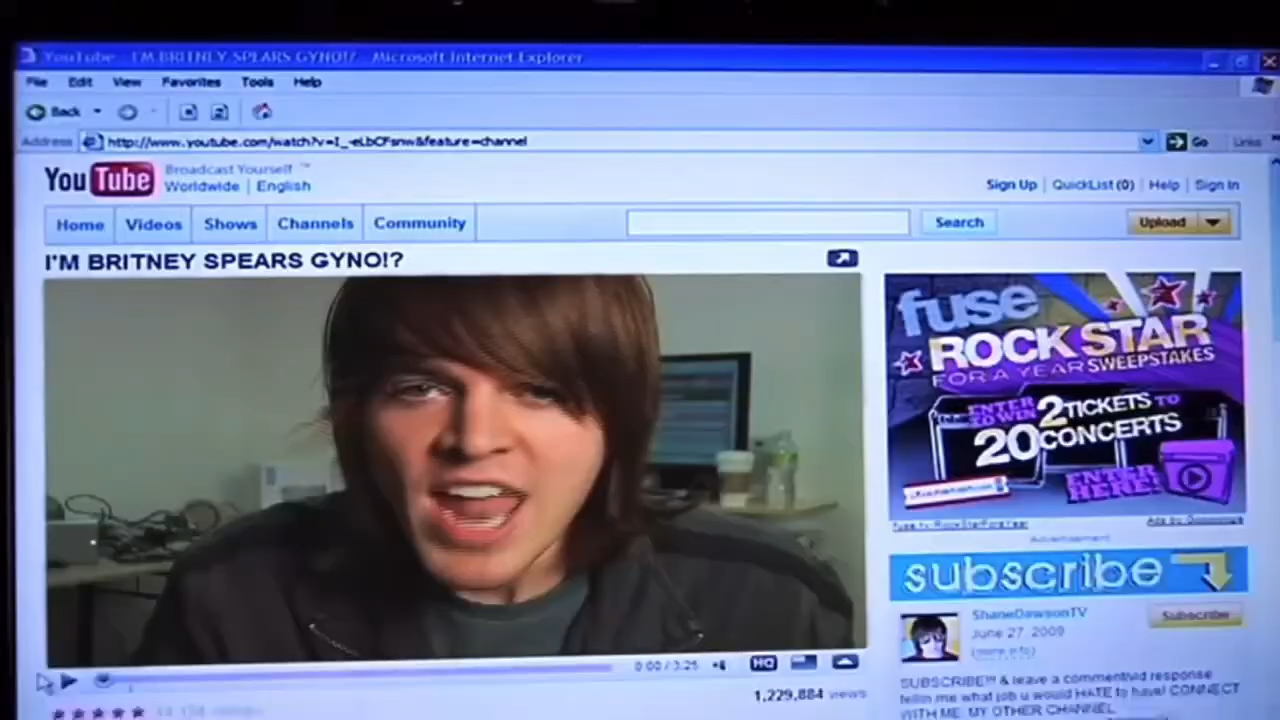 YouTube - I'M BRITNEY SPEARS GYNO!? - Microsoft Internet Explorer
File Edit View Favorites Tools Help
Back
Address http://www.youtube.com/watch?v=I_-eLbCFsnw&feature=channel Go Links
YouTube Broadcast Yourself ™
Worldwide | English
Sign Up | QuickList (0) | Help | Sign In
Home Videos Shows Channels Community Search Upload
I'M BRITNEY SPEARS GYNO!?
fuse
ROCK STAR
FOR A YEAR SWEEPSTAKES
ENTER TO WIN 2 TICKETS TO
20 CONCERTS
ENTER HERE!
Advertisement
subscribe
ShaneDawsonTV
June 27, 2009
(more info)
Subscribe
0:00 / 3:25 HQ
1,229,884 views
SUBSCRIBE!!! & leave a comment/vid response
tellin me what job u would HATE to have! CONNECT
WITH ME: MY OTHER CHANNEL